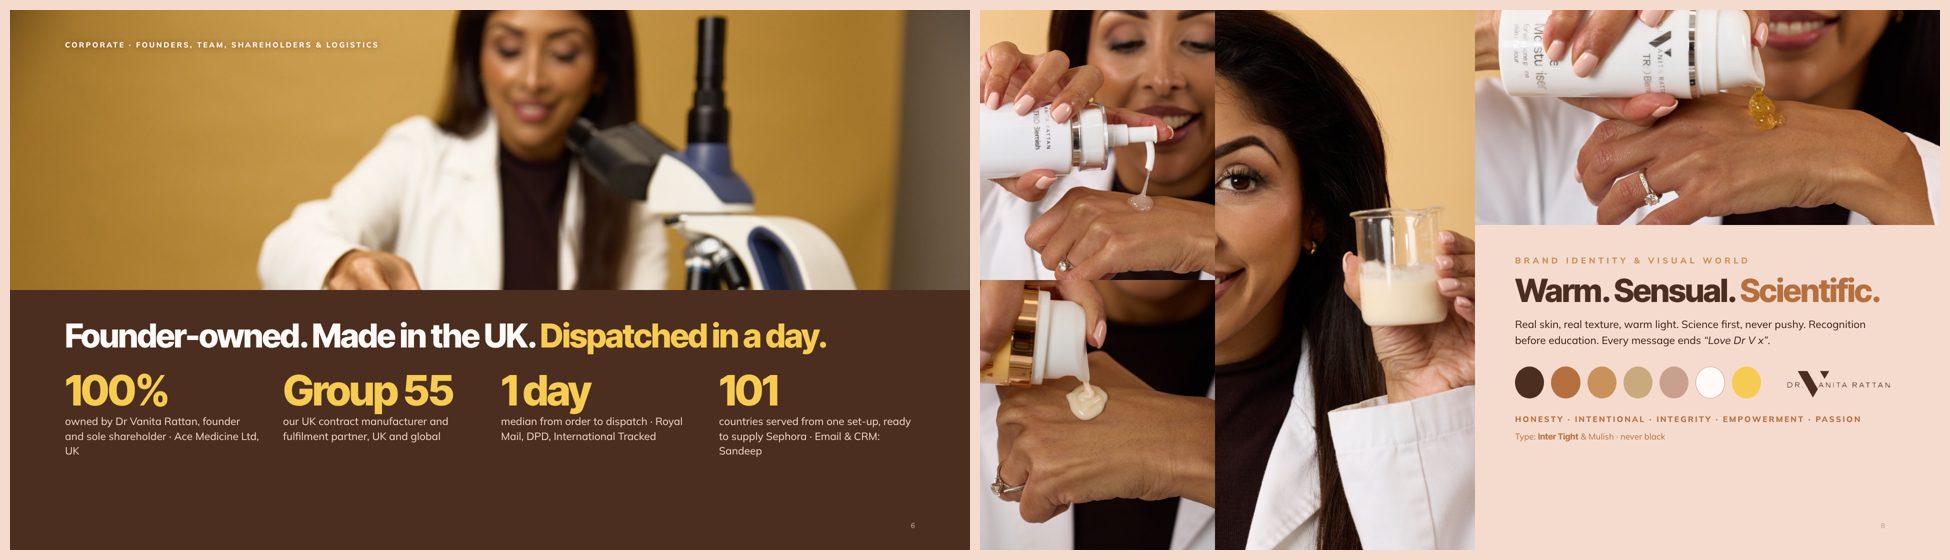 CORPORATE · FOUNDERS, TEAM, SHAREHOLDERS & LOGISTICS
Founder-owned. Made in the UK. Dispatched in a day.
100%
owned by Dr Vanita Rattan, founder
and sole shareholder · Ace Medicine Ltd,
UK
Group 55
our UK contract manufacturer and
fulfilment partner, UK and global
1 day
median from order to dispatch · Royal
Mail, DPD, International Tracked
101
countries served from one set-up, ready
to supply Sephora · Email & CRM:
Sandeep
6
BRAND IDENTITY & VISUAL WORLD
Warm. Sensual. Scientific.
Real skin, real texture, warm light. Science first, never pushy. Recognition
before education. Every message ends “Love Dr V x”.
DR. VANITA RATTAN
HONESTY · INTENTIONAL · INTEGRITY · EMPOWERMENT · PASSION
Type: Inter Tight & Mulish · never black
8